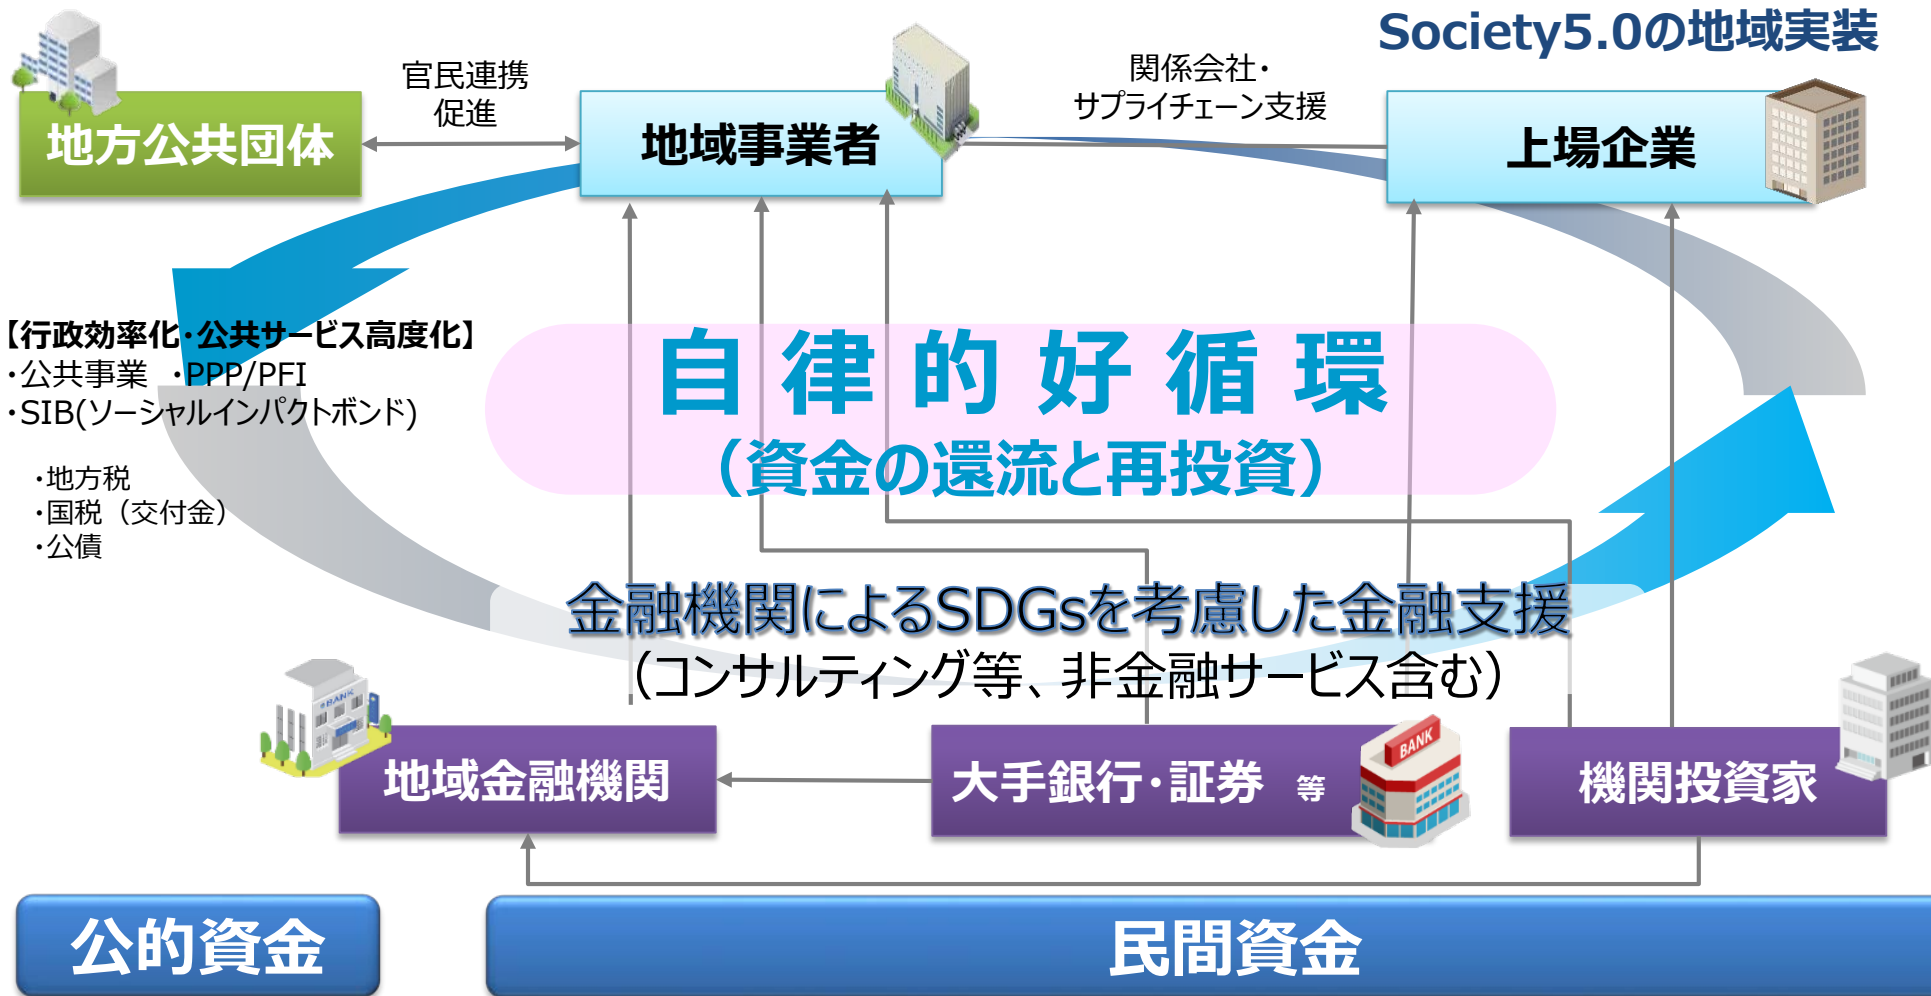 Society5.0の地域実装
官民連携
促進
関係会社・
サプライチェーン支援
地方公共団体
地域事業者
上場企業
【行政効率化・公共サービス高度化】
・公共事業 ・PPP/PFI
・SIB(ソーシャルインパクトボンド)
・地方税
・国税（交付金）
・公債
自律的好循環
（資金の還流と再投資）
金融機関によるSDGsを考慮した金融支援
（コンサルティング等、非金融サービス含む）
BANK
地域金融機関
大手銀行・証券 等
BANK
機関投資家
公的資金
民間資金